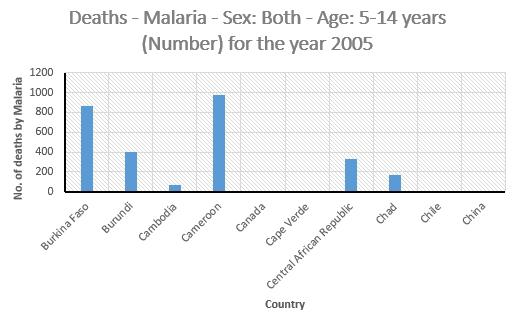 Deaths - Malaria - Sex: Both - Age: 5-14 years
(Number) for the year 2005
No. of deaths by Malaria
1200
1000
800
600
400
200
0
Burkina Faso
Burundi
Cambodia
Cameroon
Canada
Cape Verde
Central African Republic
Chad
Chile
China
Country